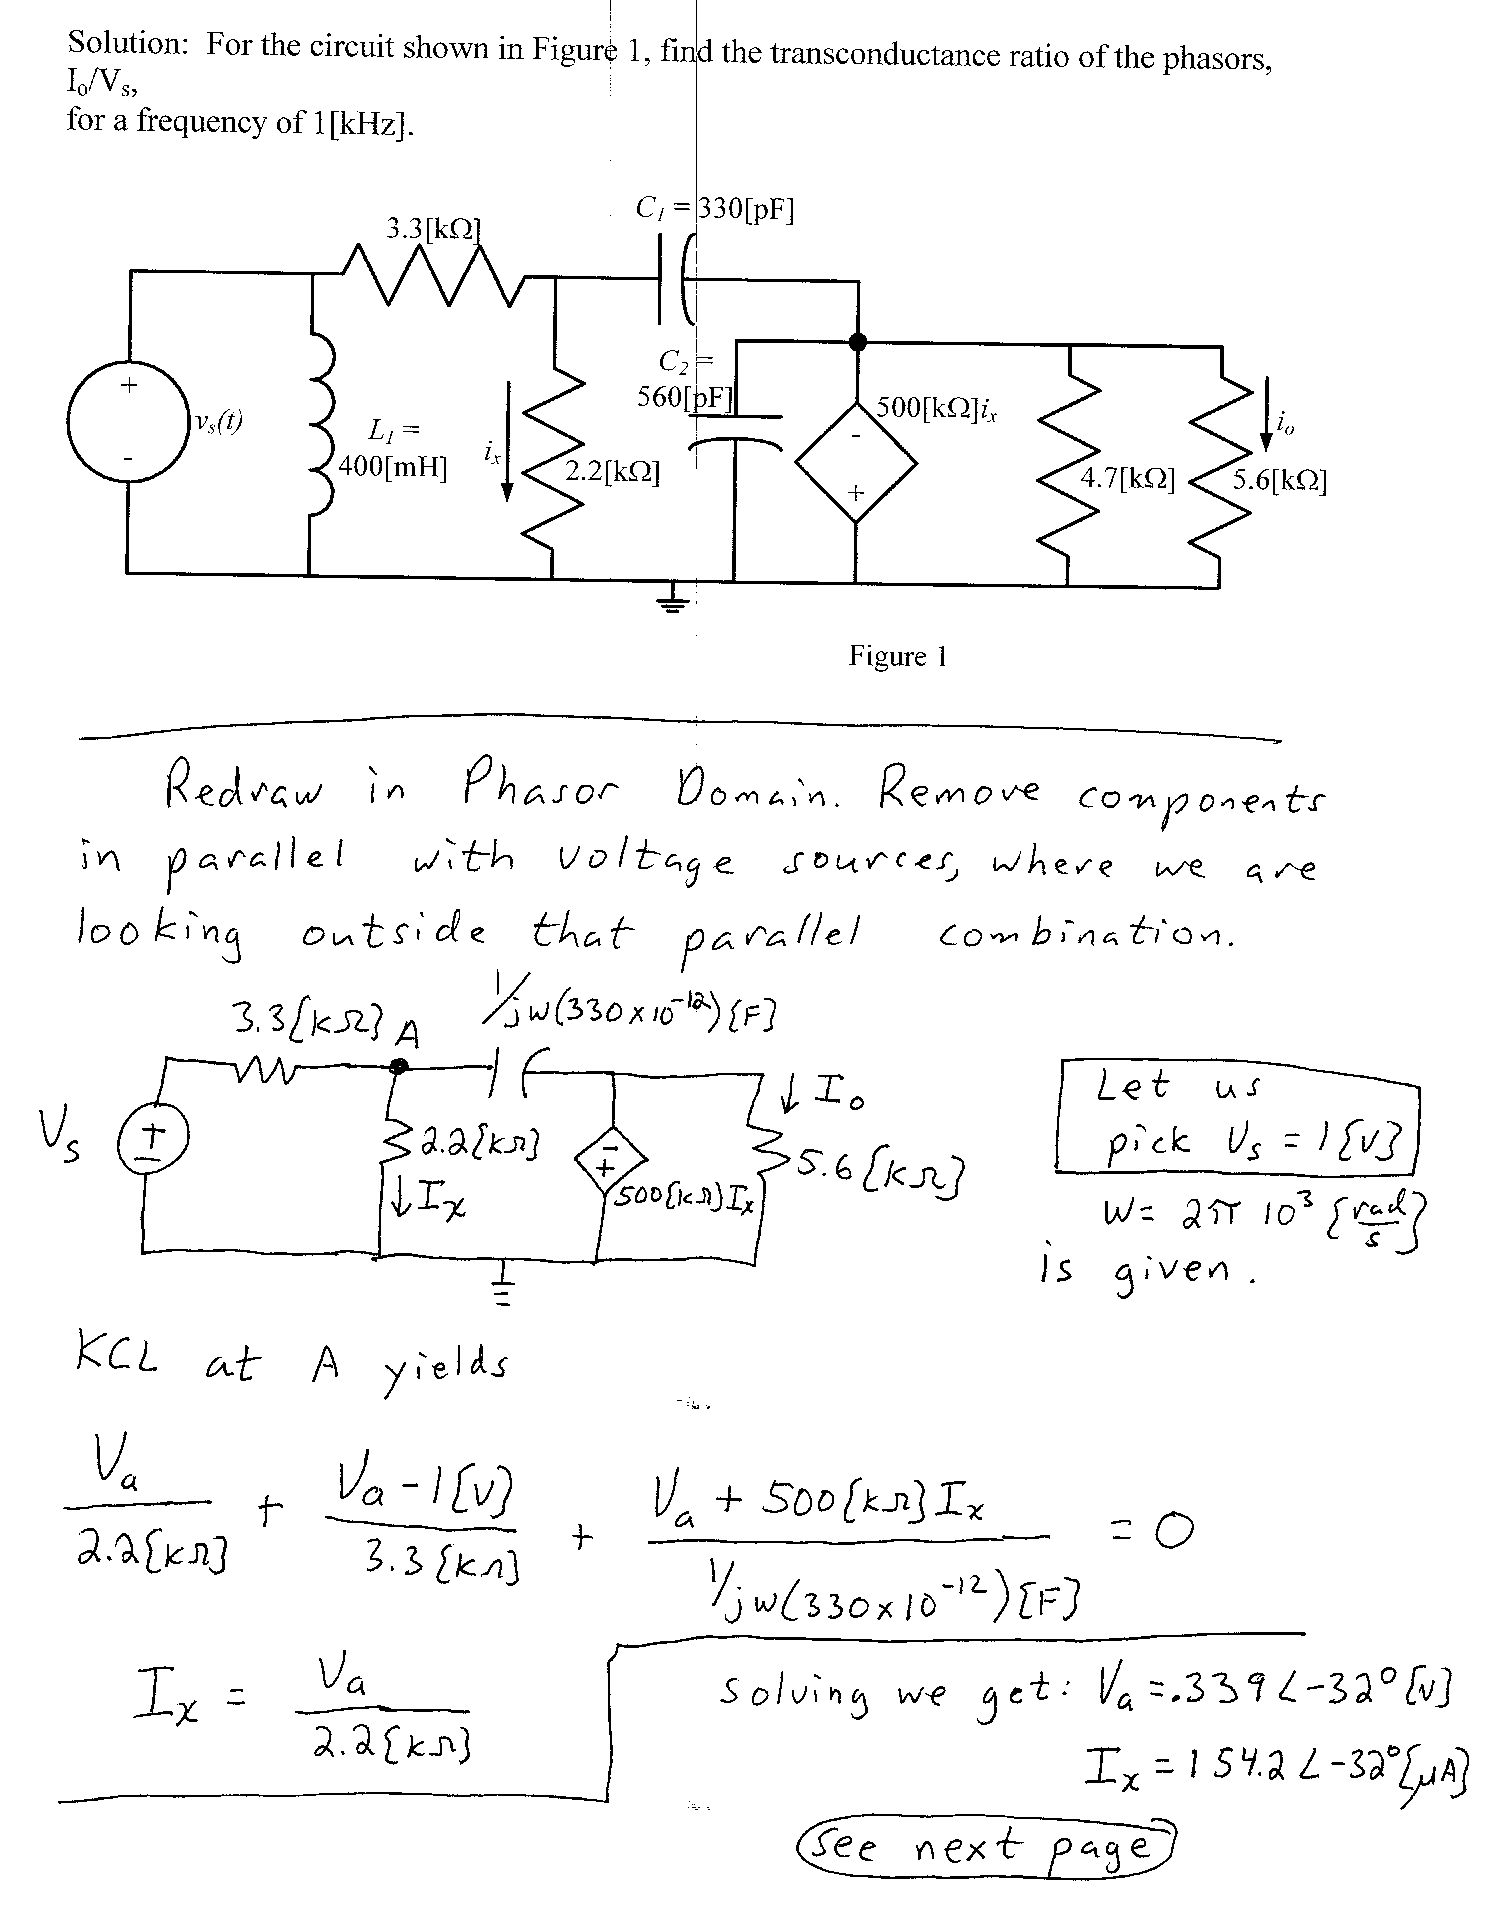 Solution: For the circuit shown in Figure 1, find the transconductance ratio of the phasors,
I₀/Vₛ,
for a frequency of 1[kHz].
C₁ = 330[pF]
3.3[kΩ]
C₂ =
560[pF]
+
vₛ(t)
-
L₁ =
400[mH]
iₓ
2.2[kΩ]
500[kΩ]iₓ
-
+
4.7[kΩ]
iₒ
5.6[kΩ]
Figure 1
Redraw in Phasor Domain. Remove components
in parallel with voltage sources, where we are
looking outside that parallel combination.
3.3{kΩ} A
1/jω(330×10⁻¹²){F}
Vₛ
+
-
2.2{kΩ}
↓ Iₓ
-
+
500{kΩ}Iₓ
↓ I₀
5.6{kΩ}
Let us
pick Vₛ = 1{V}
ω = 2π 10³ {rad/s}
is given.
KCL at A yields
Vₐ/2.2{kΩ} + Vₐ-1{V}/3.3{kΩ} + Vₐ + 500{kΩ}Iₓ/1/jω(330×10⁻¹²){F} = 0
Iₓ = Vₐ/2.2{kΩ}
solving we get: Vₐ = .339∠-32°{V}
Iₓ = 154.2∠-32°{μA}
see next page